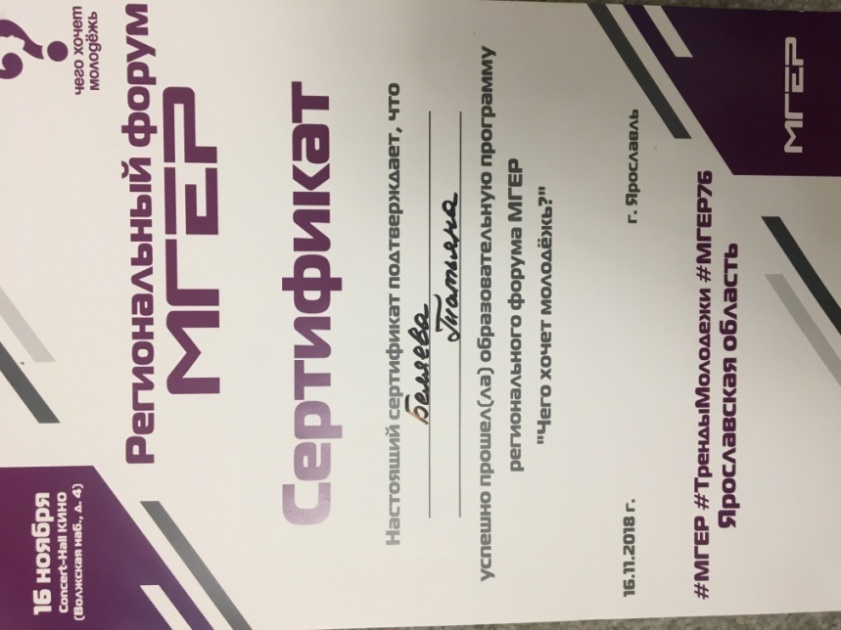 16 ноября
Concert-Hall КИНО
(Волжская наб., д. 4)
чего хочет
молодёжь
?
Региональный форум
МГЕР
Сертификат
Настоящий сертификат подтверждает, что
Беляева
Татьяна
успешно прошел(ла) образовательную программу
регионального форума МГЕР
"Чего хочет молодёжь?"
16.11.2018 г.
г. Ярославль
#МГЕР #ТрендыМолодежи #МГЕР76
Ярославская область
МГЕР